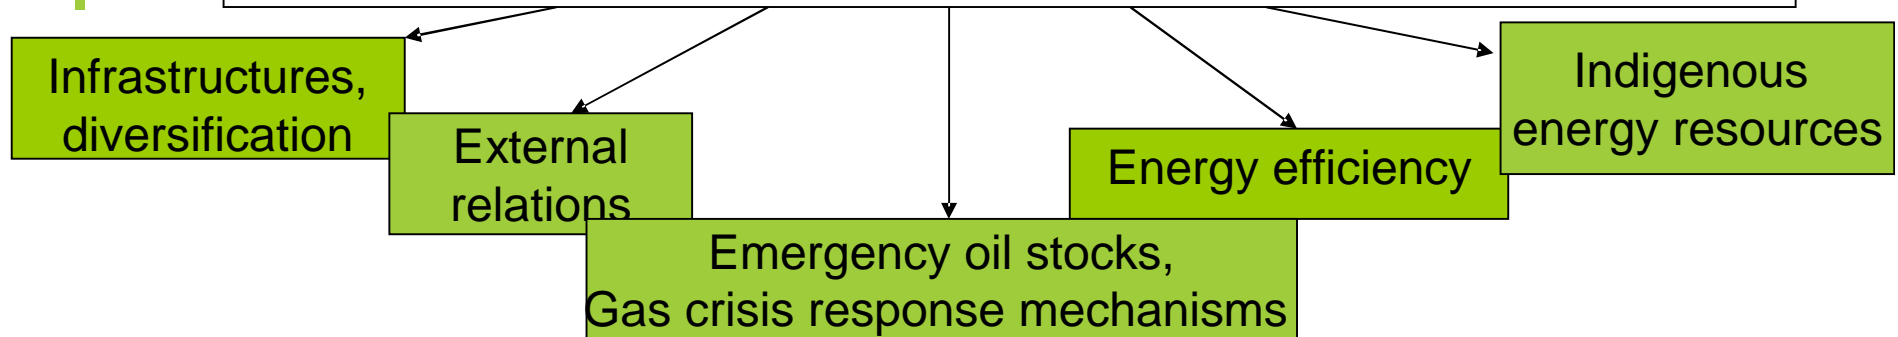 Infrastructures,
diversification
External
relations
Emergency oil stocks,
Gas crisis response mechanisms
Energy efficiency
Indigenous
energy resources